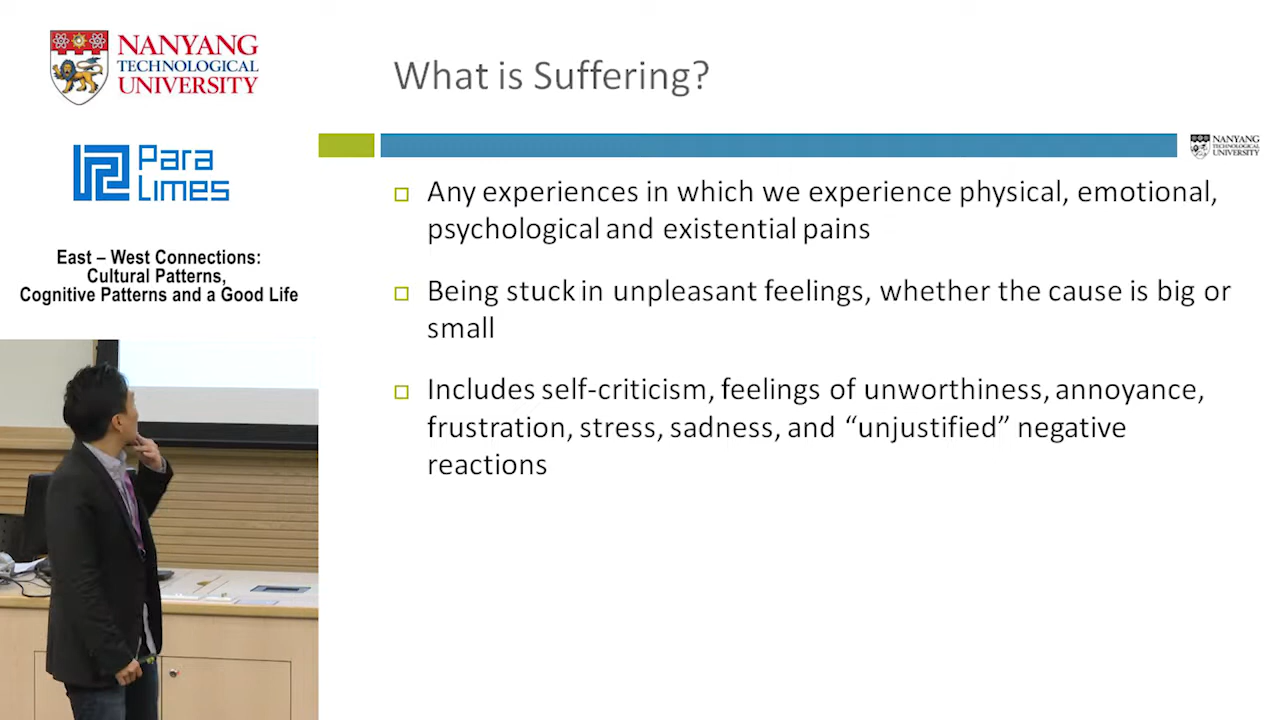 NANYANG
TECHNOLOGICAL
UNIVERSITY
Para
Limes
East – West Connections:
Cultural Patterns,
Cognitive Patterns and a Good Life
What is Suffering?
NANYANG
TECHNOLOGICAL
UNIVERSITY
Any experiences in which we experience physical, emotional,
psychological and existential pains
Being stuck in unpleasant feelings, whether the cause is big or
small
Includes self-criticism, feelings of unworthiness, annoyance,
frustration, stress, sadness, and “unjustified” negative
reactions